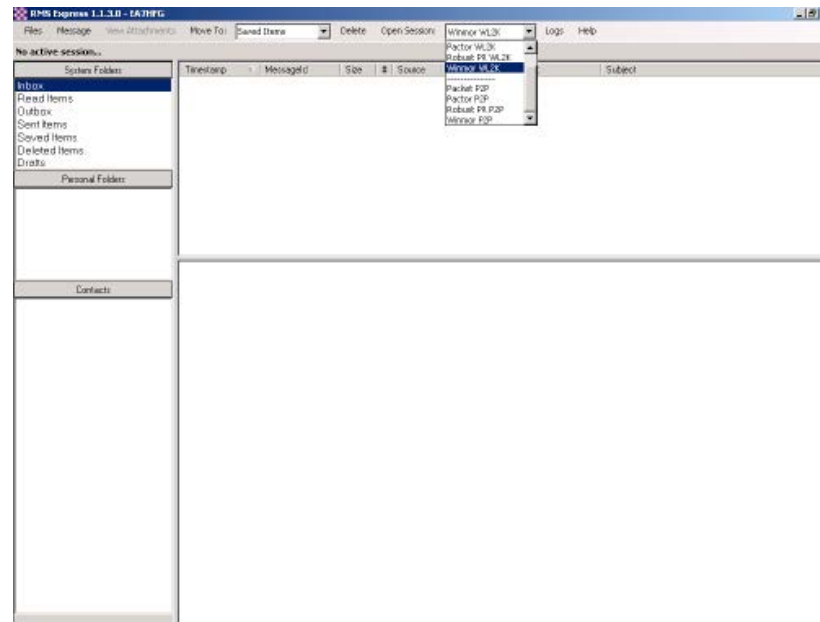 RMS Express 1.1.3.0 - EA7HFG
Files Message View Attachments Move To: Saved Items Delete Open Session: Winmor WL2K Logs Help
No active session...
System Folders
Inbox
Read Items
Outbox
Sent Items
Saved Items
Deleted Items
Drafts
Personal Folders
Contacts
Timestamp MessageId Size # Source Subject
Pactor WL2K
Robust PR WL2K
Winmor WL2K
Packet P2P
Pactor P2P
Robust PR P2P
Winmor P2P